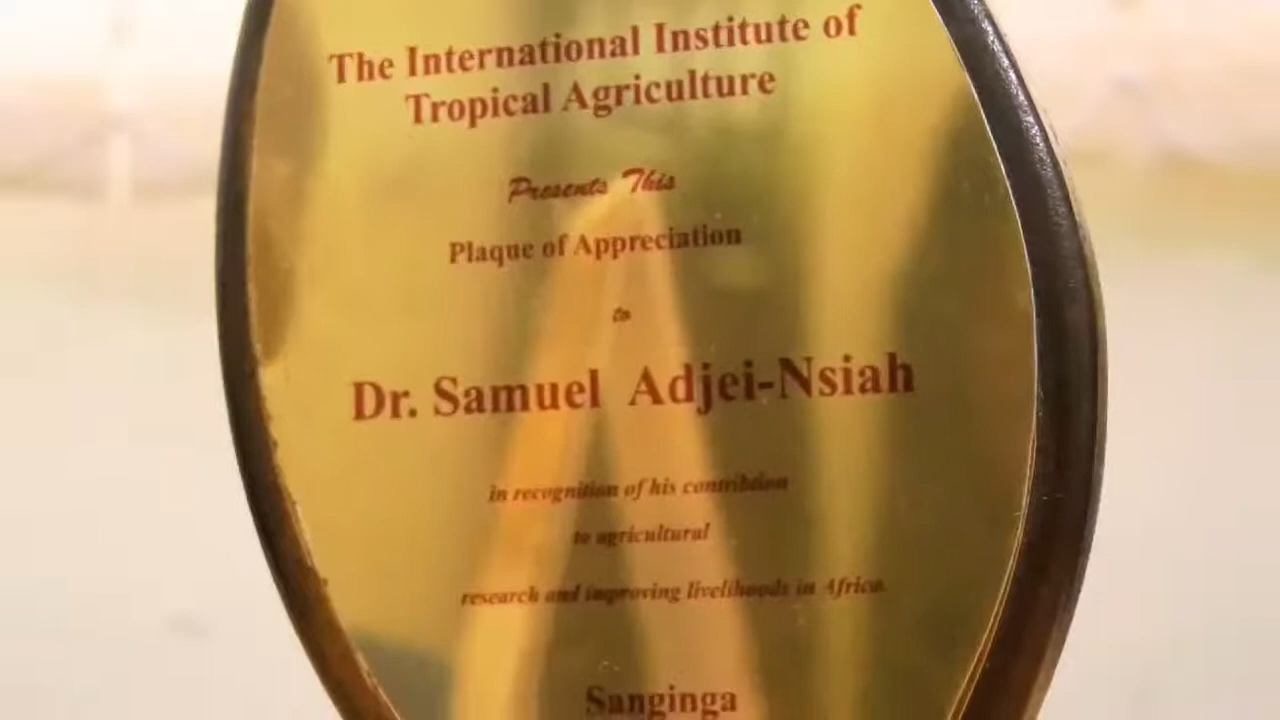 The International Institute of
Tropical Agriculture
Presents This
Plaque of Appreciation
to
Dr. Samuel Adjei-Nsiah
in recognition of his contribtion
to agricultural
research and improving livelihoods in Africa.
Sanginga